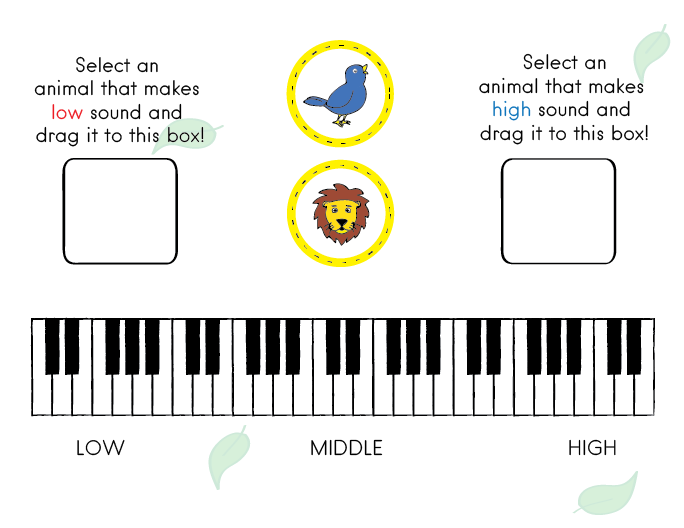 Select an
animal that makes
low sound and
drag it to this box!
Select an
animal that makes
high sound and
drag it to this box!
LOW
MIDDLE
HIGH